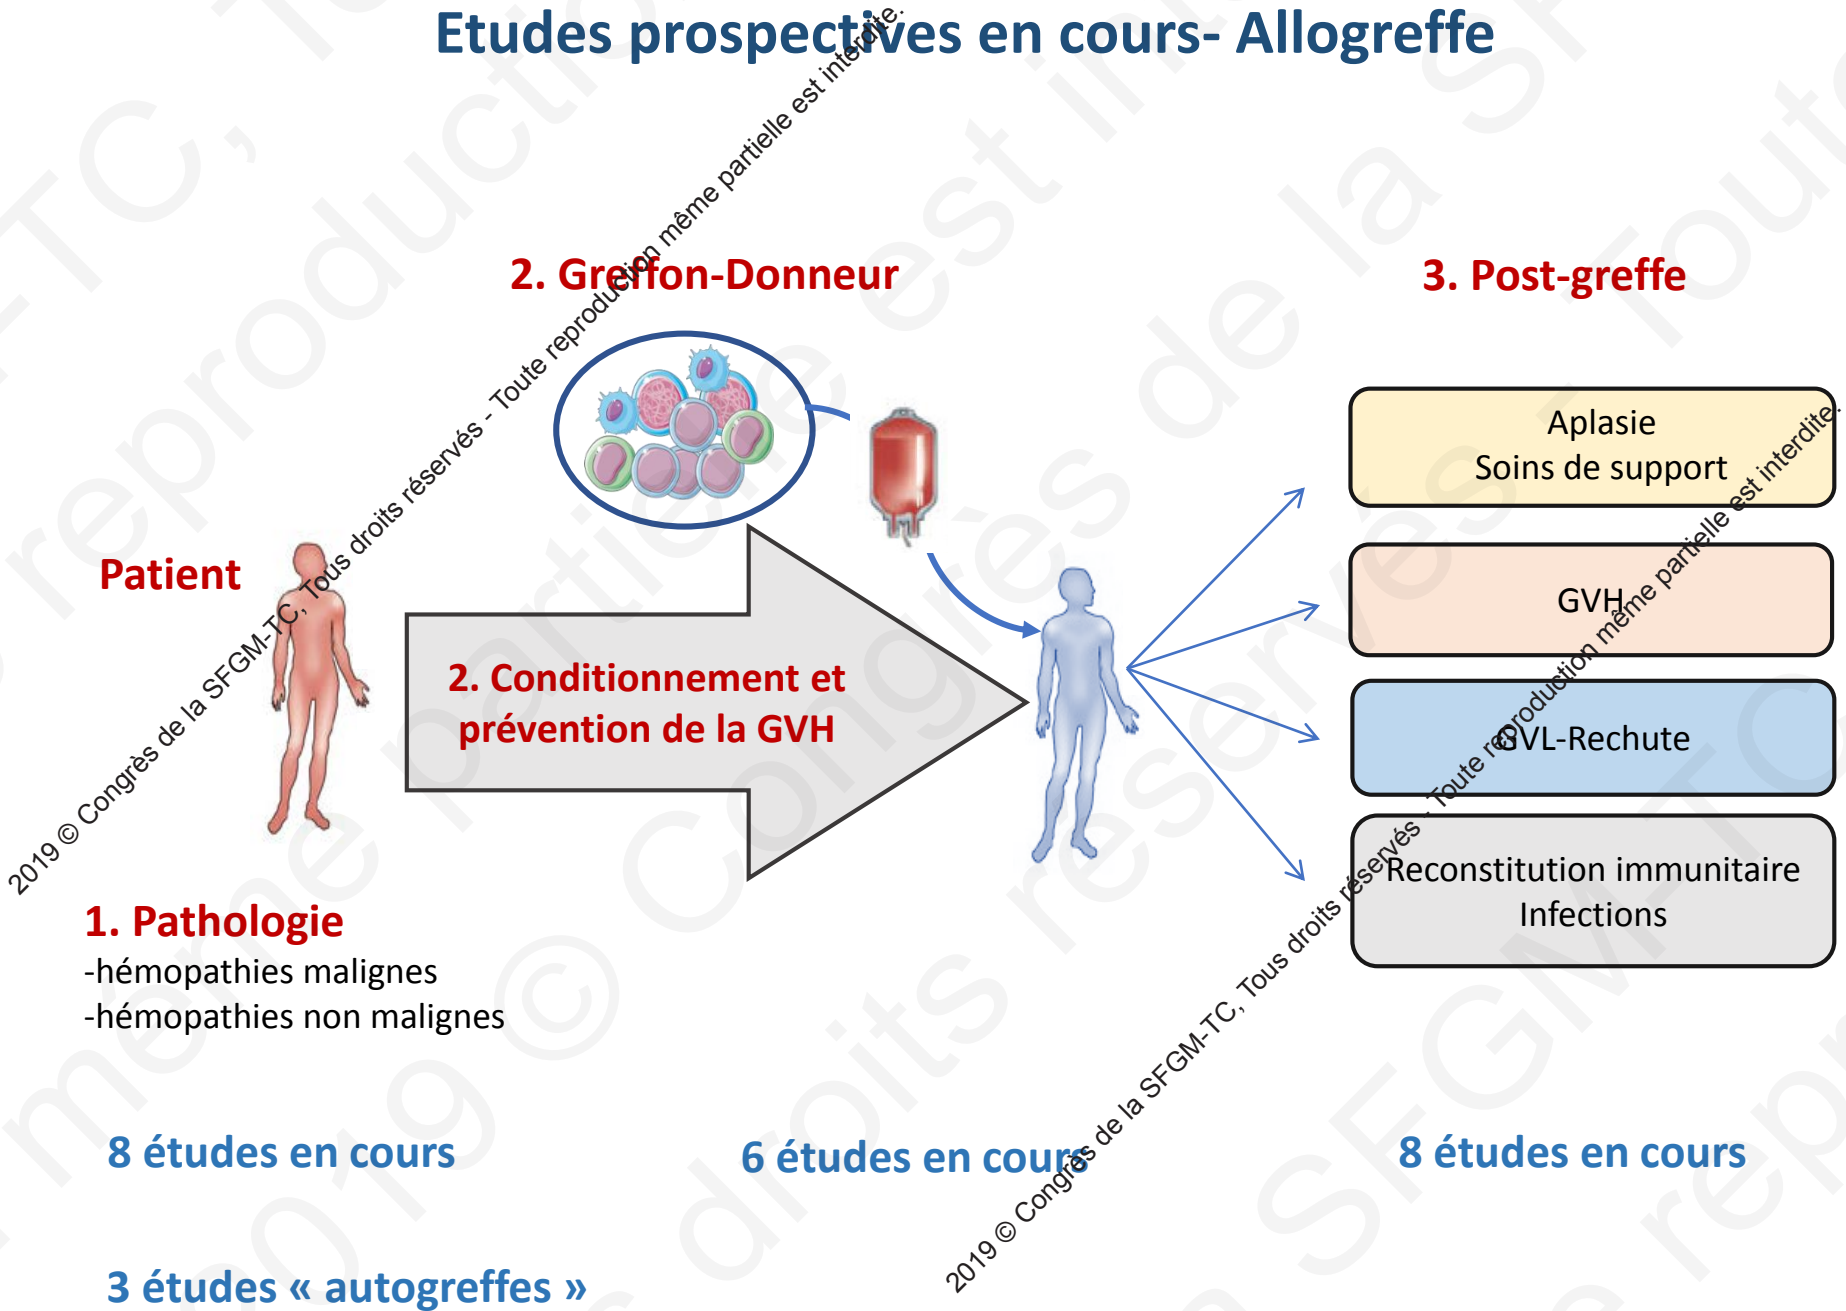 Etudes prospectives en cours- Allogreffe
2. Greffon-Donneur
3. Post-greffe
Patient
2. Conditionnement et
prévention de la GVH
Aplasie
Soins de support
GVH
GVL-Rechute
Reconstitution immunitaire
Infections
1. Pathologie
-hémopathies malignes
-hémopathies non malignes
8 études en cours
6 études en cours
8 études en cours
3 études « autogreffes »
2019 © Congrès de la SFGM-TC, Tous droits réservés - Toute reproduction même partielle est interdite.
2019 © Congrès de la SFGM-TC, Tous droits réservés - Toute reproduction même partielle est interdite.